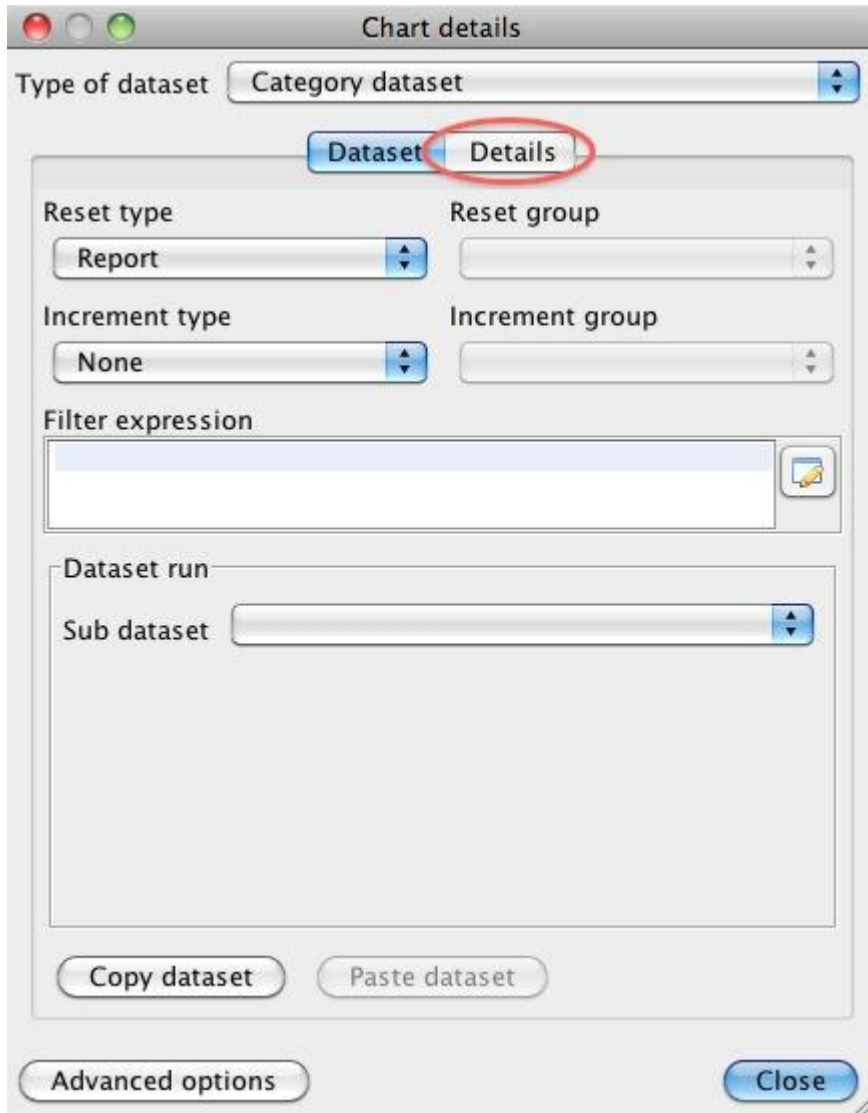 Chart details
Type of dataset Category dataset
Dataset Details
Reset type Reset group
Report
Increment type Increment group
None
Filter expression
Dataset run
Sub dataset
Copy dataset Paste dataset
Advanced options Close